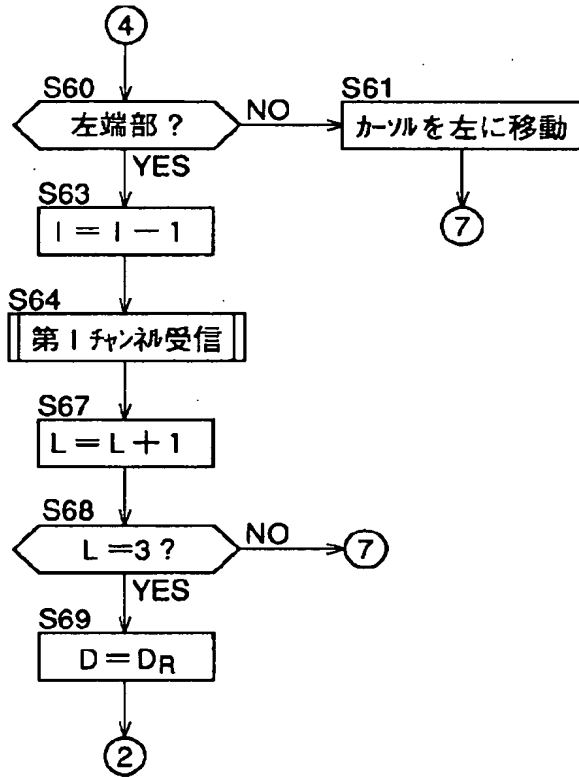 ④
S60
左端部?
NO
S61
カーソルを左に移動
YES
⑦
S63
I=I-1
S64
第Iチャンネル受信
S67
L=L+1
S68
L=3?
NO
⑦
YES
S69
D=DR
②